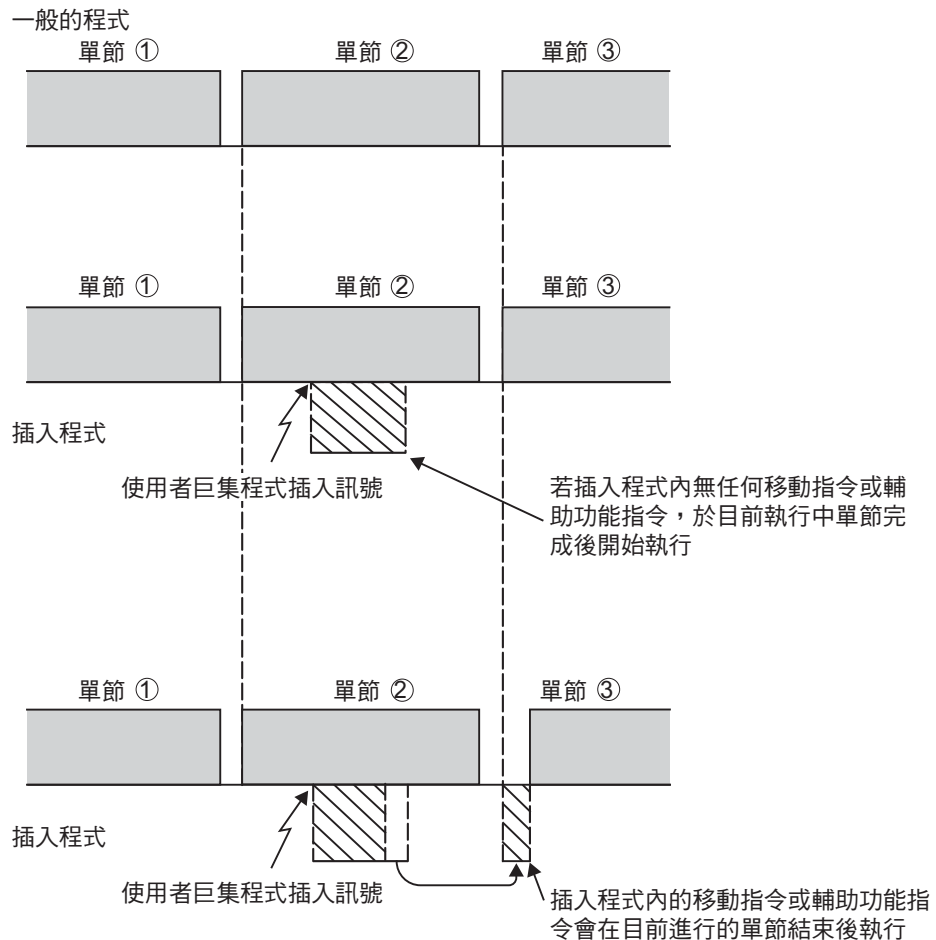 一般的程式
單節 ① 單節 ② 單節 ③
單節 ① 單節 ② 單節 ③
插入程式
使用者巨集程式插入訊號
若插入程式內無任何移動指令或輔
助功能指令，於目前執行中單節完
成後開始執行
單節 ① 單節 ② 單節 ③
插入程式
使用者巨集程式插入訊號
插入程式內的移動指令或輔助功能指
令會在目前進行的單節結束後執行